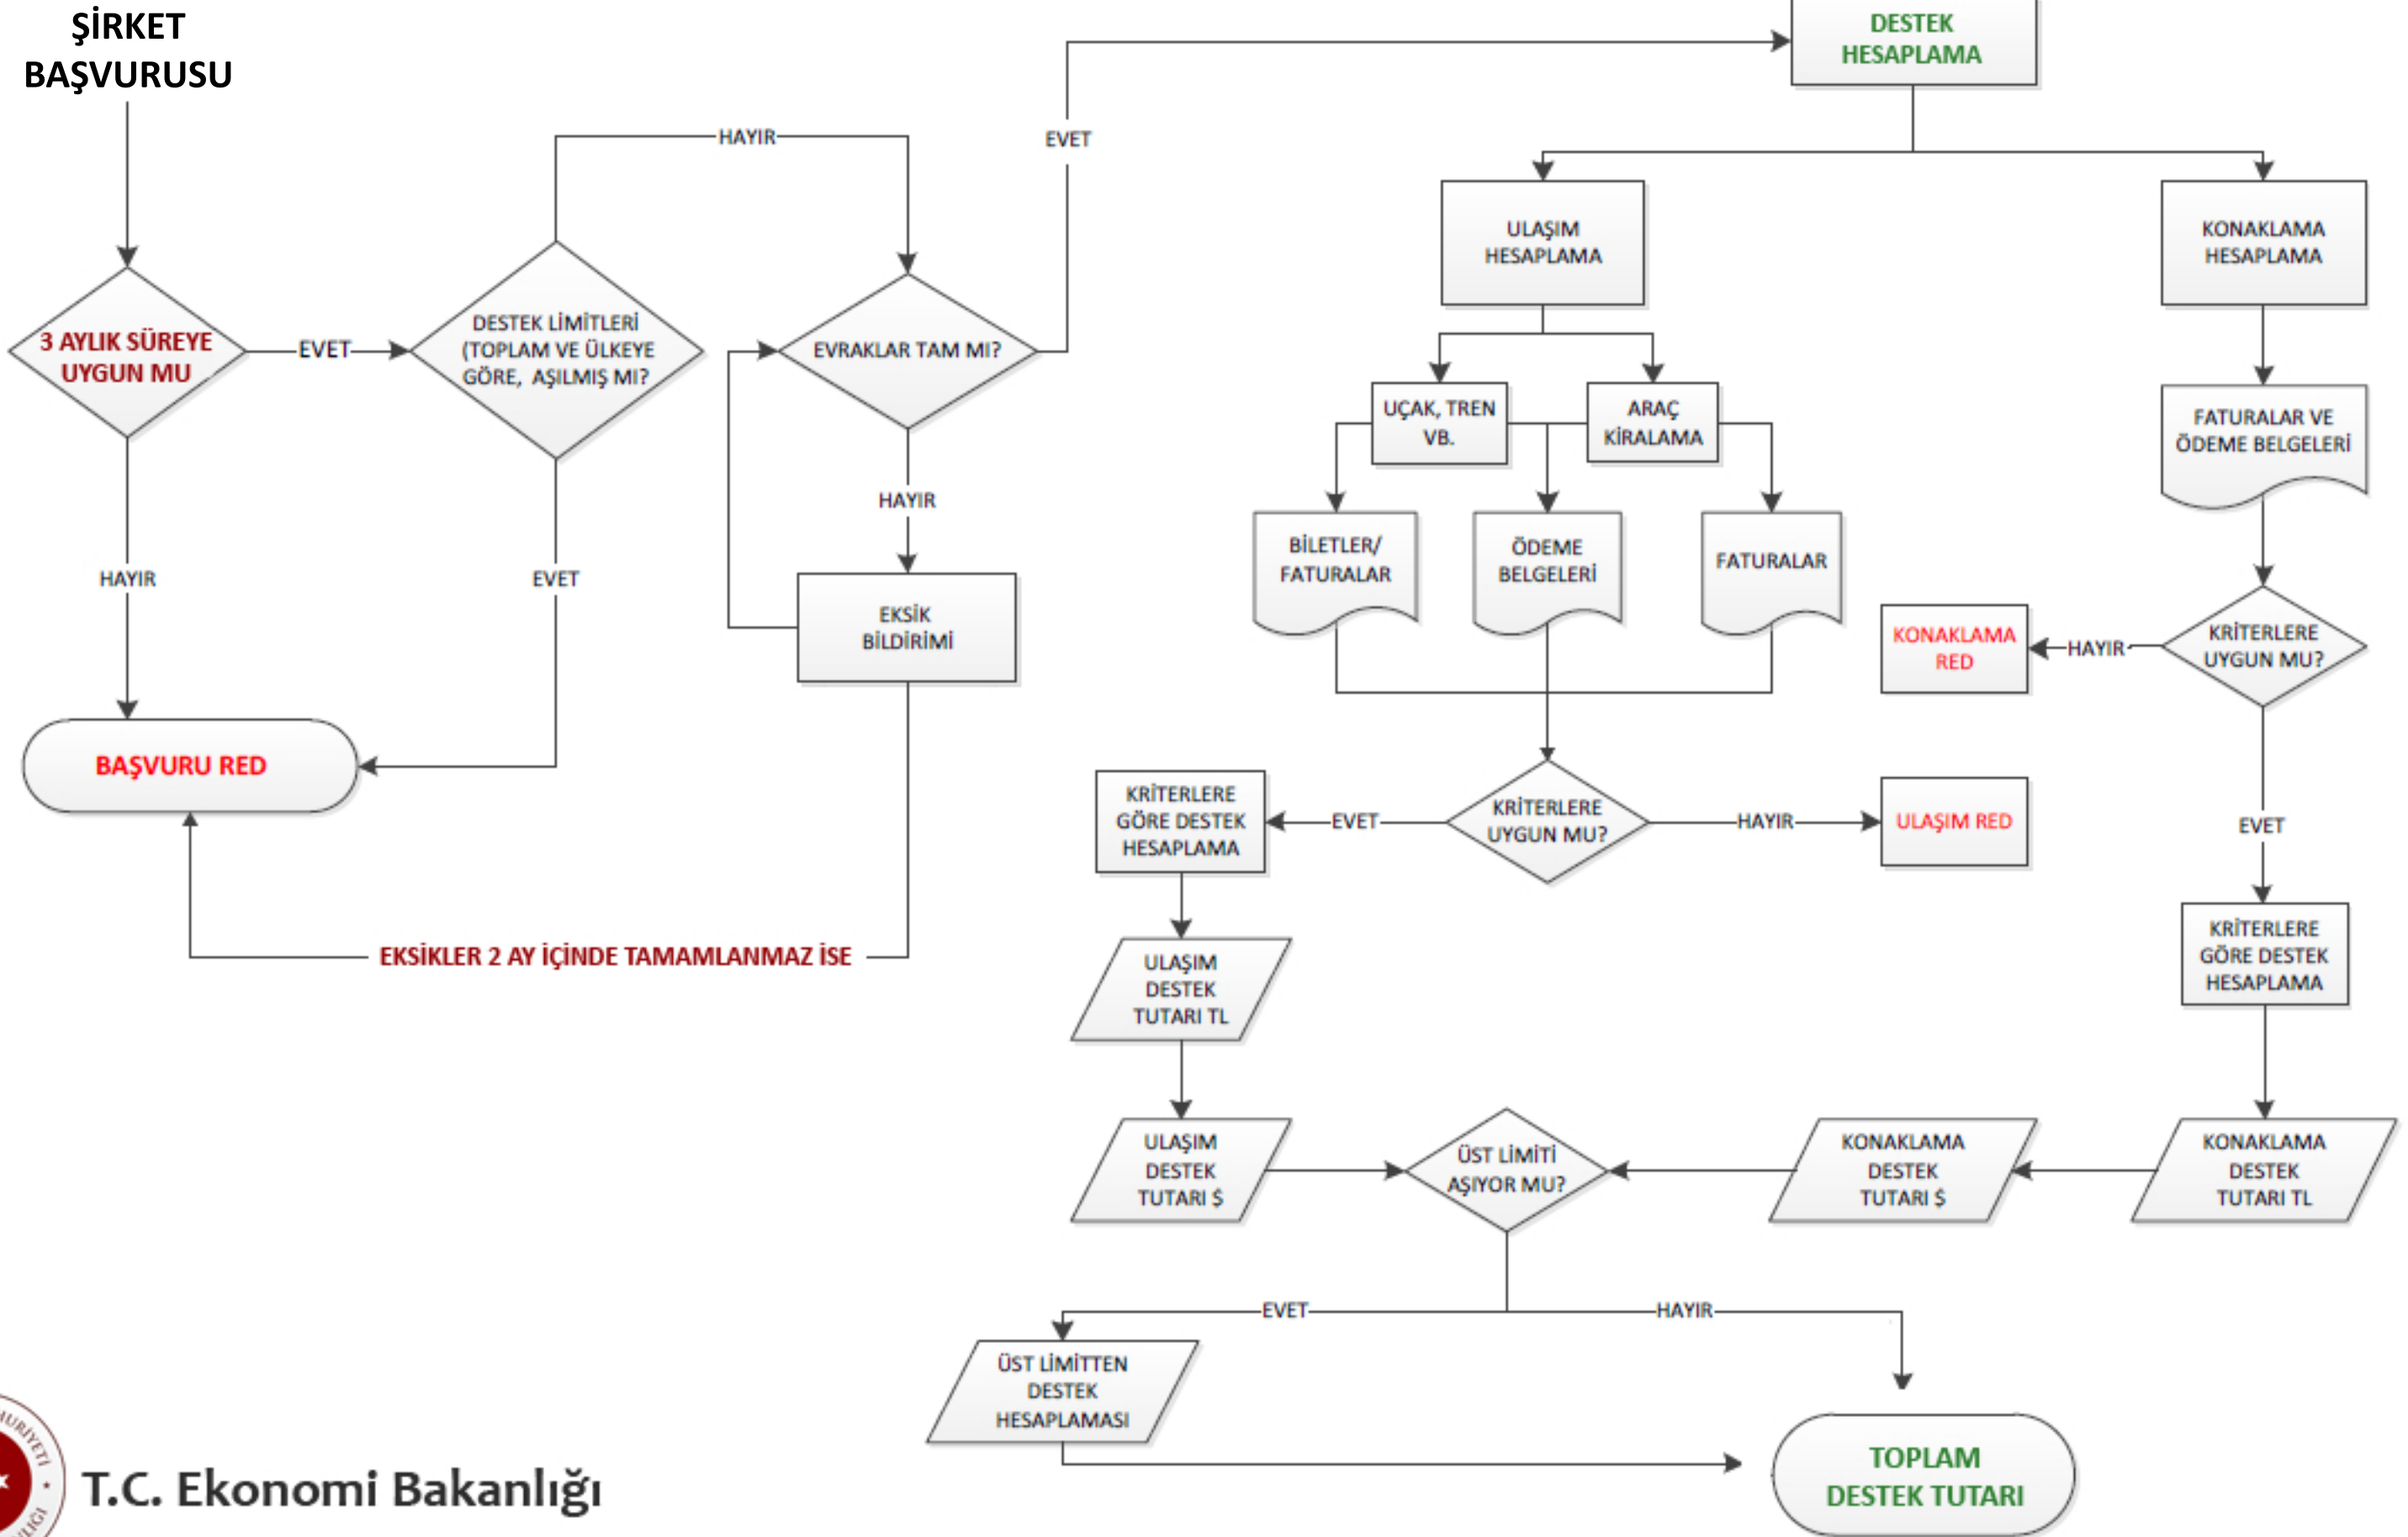 ŞİRKET
BAŞVURUSU
3 AYLIK SÜREYE
UYGUN MU
EVET
HAYIR
DESTEK LİMİTLERİ
(TOPLAM VE ÜLKEYE
GÖRE, AŞILMIŞ MI?
HAYIR
EVET
EVRAKLAR TAM MI?
EVET
HAYIR
EKSİK
BİLDİRİMİ
BAŞVURU RED
EKSİKLER 2 AY İÇİNDE TAMAMLANMAZ İSE
DESTEK
HESAPLAMA
ULAŞIM
HESAPLAMA
UÇAK, TREN
VB.
ARAÇ
KİRALAMA
BİLETLER/
FATURALAR
ÖDEME
BELGELERİ
FATURALAR
KRİTERLERE
UYGUN MU?
EVET
HAYIR
ULAŞIM RED
KRİTERLERE
GÖRE DESTEK
HESAPLAMA
ULAŞIM
DESTEK
TUTARI TL
ULAŞIM
DESTEK
TUTARI $
KONAKLAMA
HESAPLAMA
FATURALAR VE
ÖDEME BELGELERİ
KRİTERLERE
UYGUN MU?
HAYIR
KONAKLAMA
RED
EVET
KRİTERLERE
GÖRE DESTEK
HESAPLAMA
KONAKLAMA
DESTEK
TUTARI TL
KONAKLAMA
DESTEK
TUTARI $
ÜST LİMİTİ
AŞIYOR MU?
EVET
HAYIR
ÜST LİMİTTEN
DESTEK
HESAPLAMASI
TOPLAM
DESTEK TUTARI
T.C. Ekonomi Bakanlığı